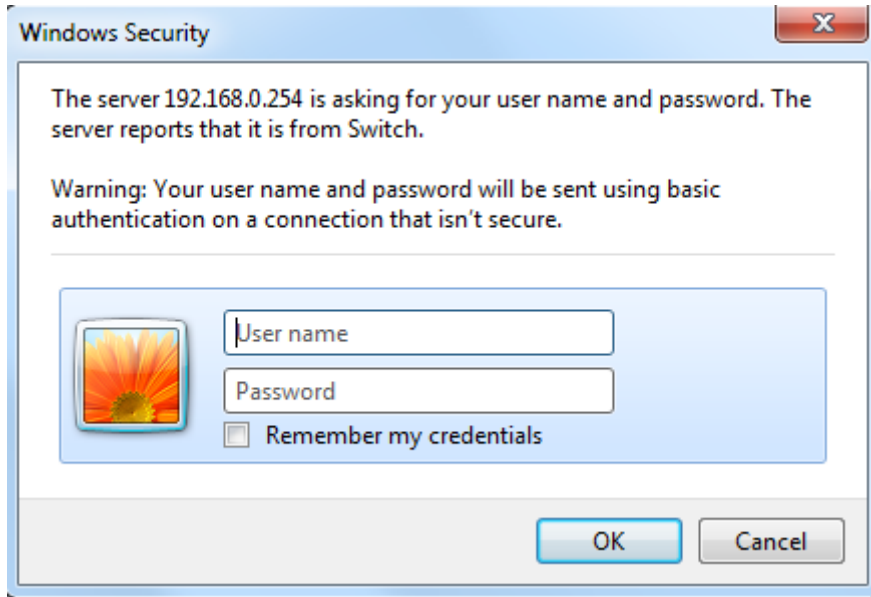 Windows Security
The server 192.168.0.254 is asking for your user name and password. The
server reports that it is from Switch.
Warning: Your user name and password will be sent using basic
authentication on a connection that isn't secure.
User name
Password
Remember my credentials
OK
Cancel